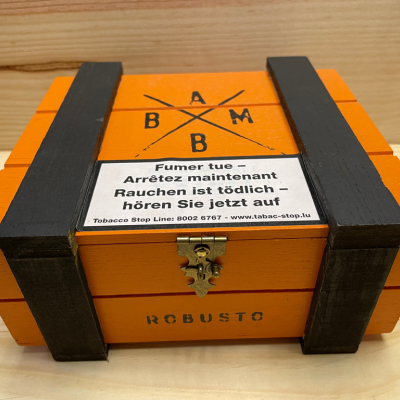 A
B M
B
Fumer tue –
Arrêtez maintenant
Rauchen ist tödlich –
hören Sie jetzt auf
Tobacco Stop Line: 8002 6767 - www.tabac-stop.lu
ROBUSTO